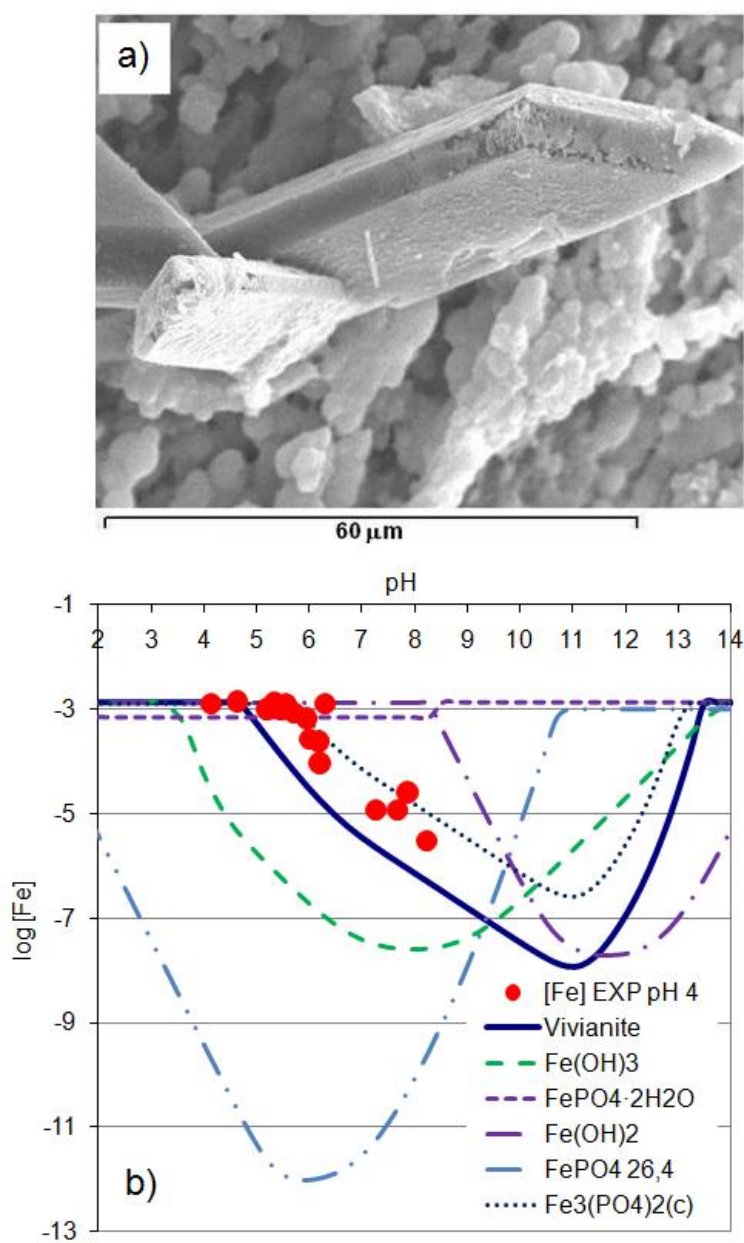 a)
60 µm
pH
-1
2 3 4 5 6 7 8 9 10 11 12 13 14
-3
-5
log[Fe]
-7
-9
-11
-13
[Fe] EXP pH 4
Vivianite
Fe(OH)3
FePO4·2H2O
Fe(OH)2
FePO4 26,4
Fe3(PO4)2(c)
b)